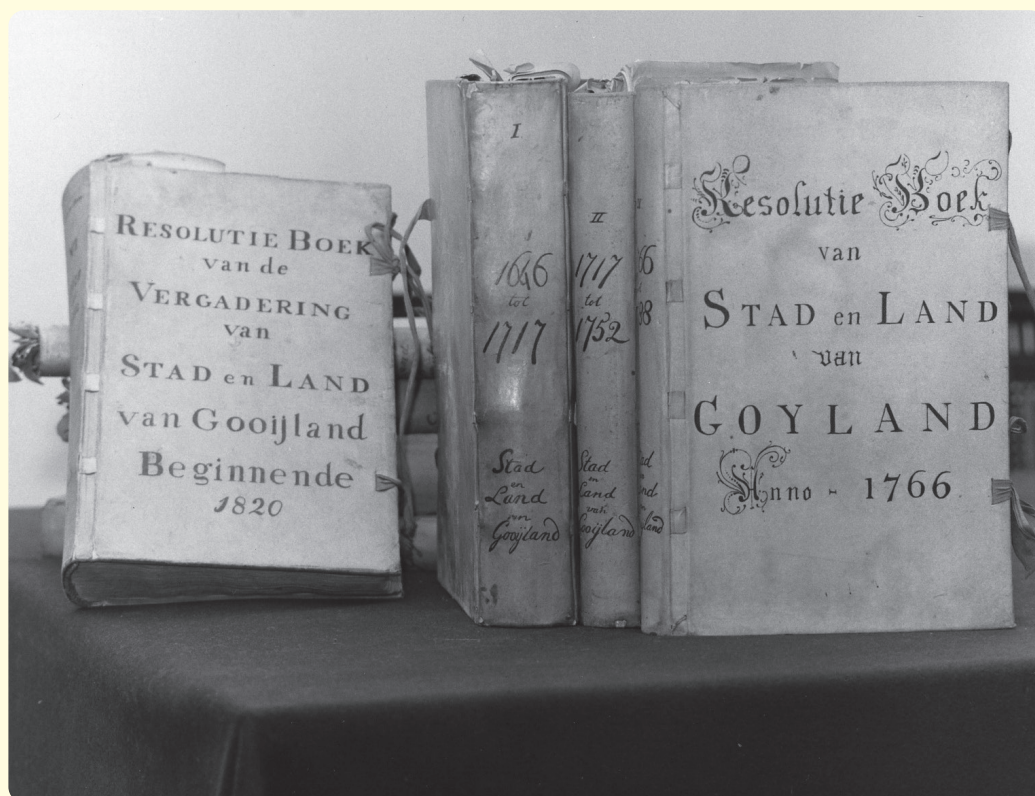 RESOLUTIE BOEK
van de
VERGADERING
van
STAD en LAND
van Gooijland
Beginnende
1820
I
1646
tot
1717
Stad
en
Land
van
Gooijland
II
1717
tot
1752
Stad
en
Land
van
Gooijland
Resolutie Boek
van
STAD en LAND
van
GOYLAND
Anno - 1766